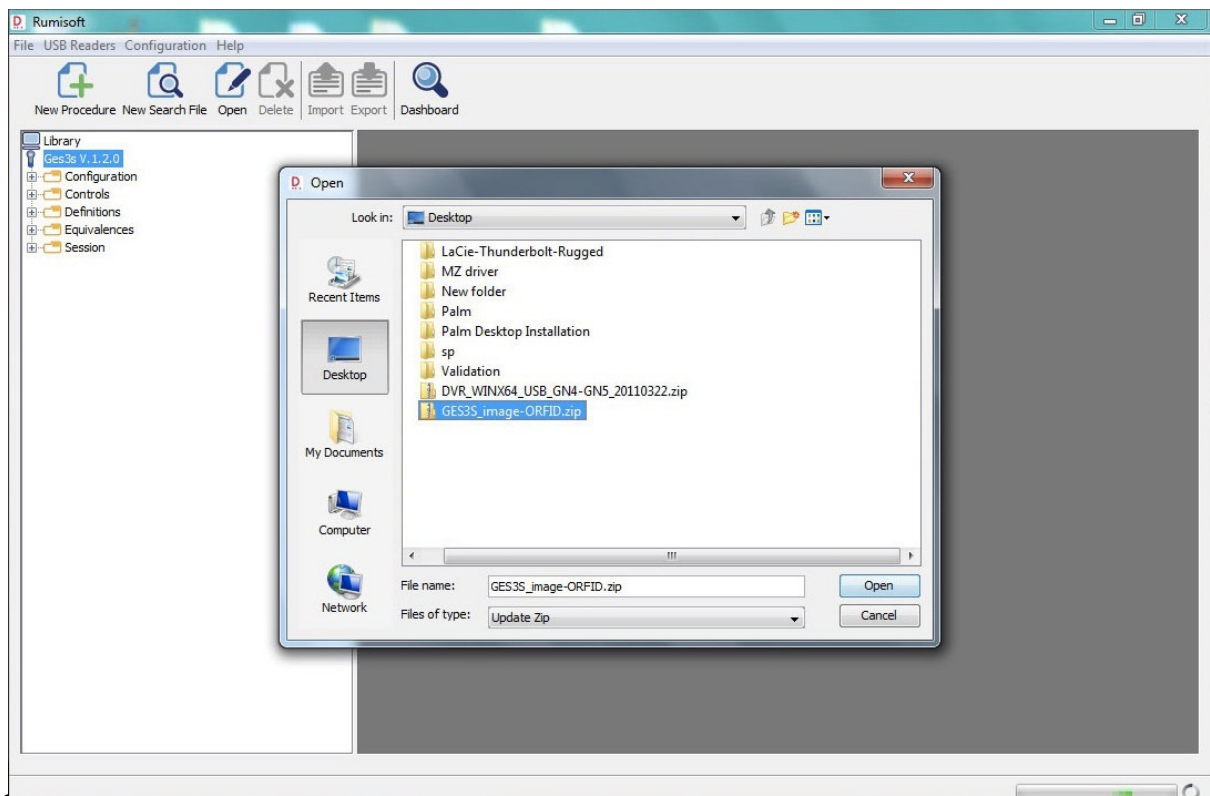 Rumisoft
File USB Readers Configuration Help
New Procedure New Search File Open Delete Import Export Dashboard
Library
Ges3s V.1.2.0
Configuration
Controls
Definitions
Equivalences
Session
Open
Look in: Desktop
Recent Items
Desktop
My Documents
Computer
Network
LaCie-Thunderbolt-Rugged
MZ driver
New folder
Palm
Palm Desktop Installation
sp
Validation
DVR_WINX64_USB_GN4-GN5_20110322.zip
GES3S_image-ORFID.zip
File name: GES3S_image-ORFID.zip Open
Files of type: Update Zip Cancel